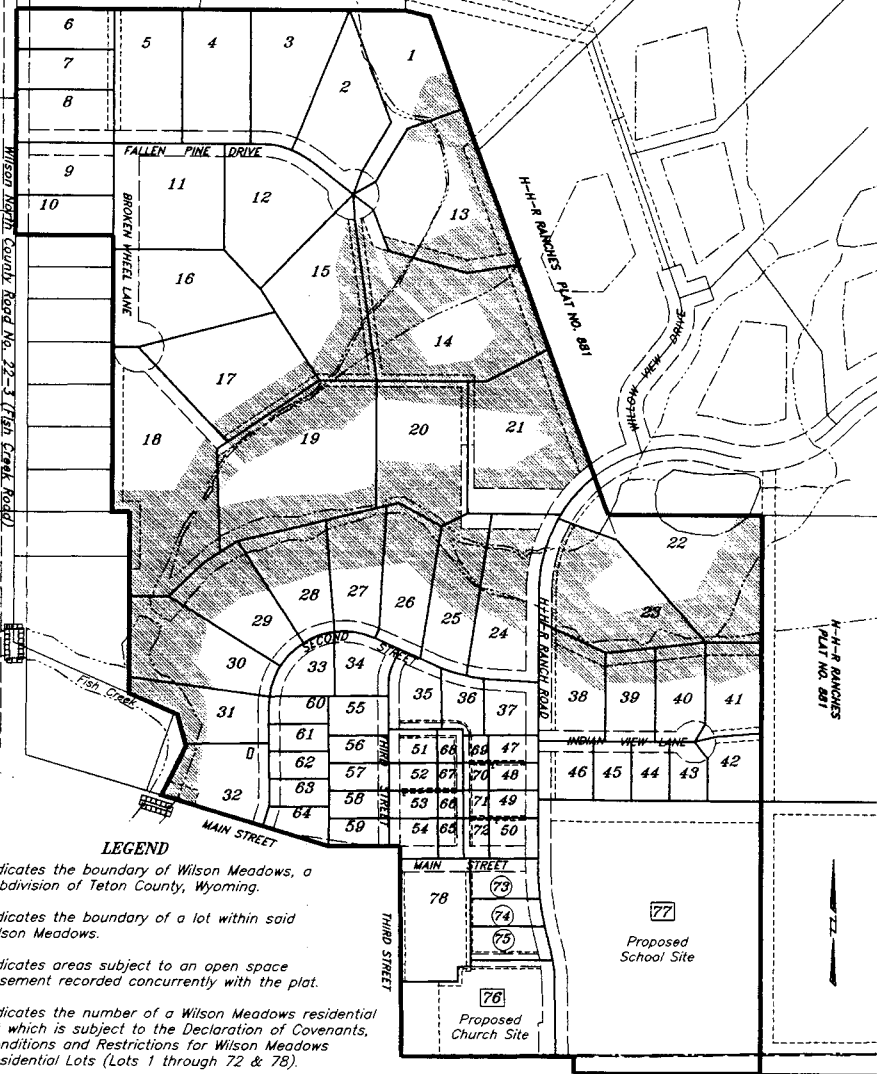 6
5
4
3
1
7
2
8
FALLEN PINE DRIVE
9
11
12
10
13
BROKEN WHEEL LANE
H-H-R RANCHES PLAT NO. 881
16
15
14
WILLOW VIEW DRIVE
Wilson North County Road No. 22-3 (Fish Creek Road)
17
18
19
20
21
22
23
29
28
27
26
25
24
H-H-R RANCH ROAD
H-H-R RANCHES
PLAT NO. 881
SECOND STREET
30
33
34
Fish Creek
31
60
55
35
36
37
38
39
40
41
61
56
51
68
69
47
INDIAN VIEW LANE
62
57
THIRD STREET
52
67
70
48
46
45
44
43
42
32
63
58
53
66
71
49
64
59
54
65
72
50
MAIN STREET
MAIN STREET
LEGEND
dicates the boundary of Wilson Meadows, a
bdivision of Teton County, Wyoming.
dicates the boundary of a lot within said
lson Meadows.
dicates areas subject to an open space
sement recorded concurrently with the plat.
dicates the number of a Wilson Meadows residential
which is subject to the Declaration of Covenants,
nditions and Restrictions for Wilson Meadows
sidential Lots (Lots 1 through 72 & 78).
78
73
74
75
THIRD STREET
76
Proposed
Church Site
77
Proposed
School Site